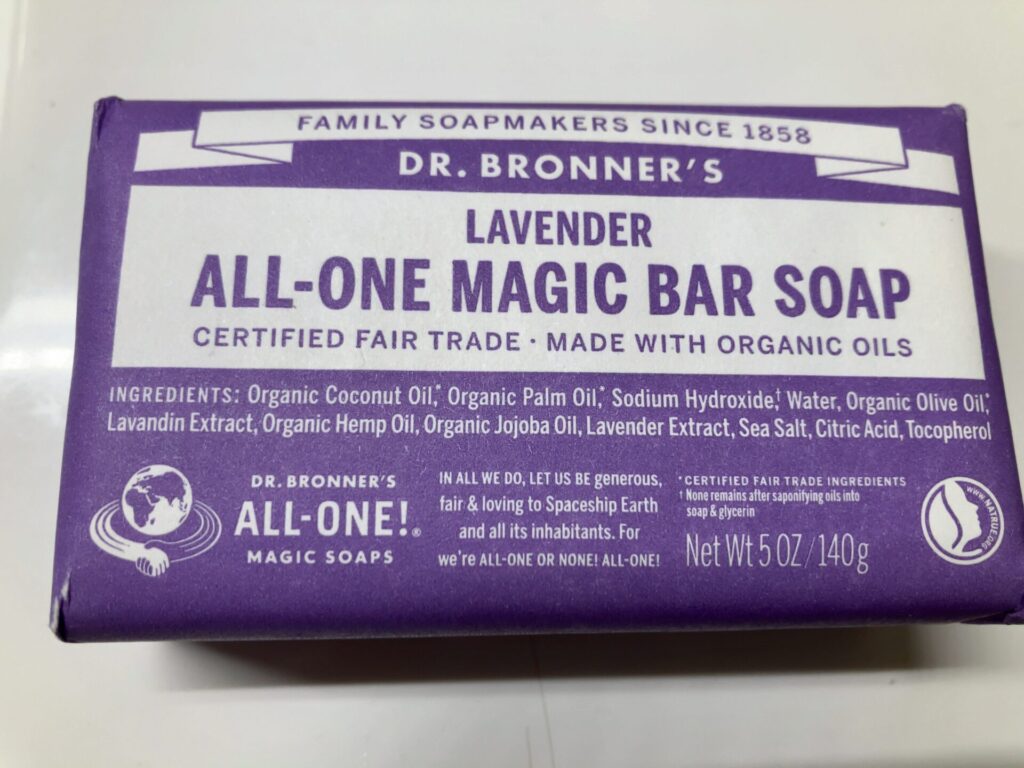 FAMILY SOAPMAKERS SINCE 1858
DR. BRONNER'S
LAVENDER
ALL-ONE MAGIC BAR SOAP
CERTIFIED FAIR TRADE · MADE WITH ORGANIC OILS
INGREDIENTS: Organic Coconut Oil,* Organic Palm Oil,* Sodium Hydroxide,† Water, Organic Olive Oil,*
Lavandin Extract, Organic Hemp Oil, Organic Jojoba Oil, Lavender Extract, Sea Salt, Citric Acid, Tocopherol
DR. BRONNER'S
ALL-ONE!®
MAGIC SOAPS
IN ALL WE DO, LET US BE generous,
fair & loving to Spaceship Earth
and all its inhabitants. For
we're ALL-ONE OR NONE! ALL-ONE!
*CERTIFIED FAIR TRADE INGREDIENTS
† None remains after saponifying oils into
soap & glycerin
Net Wt 5 OZ/140g
WWW.NATRUE.ORG